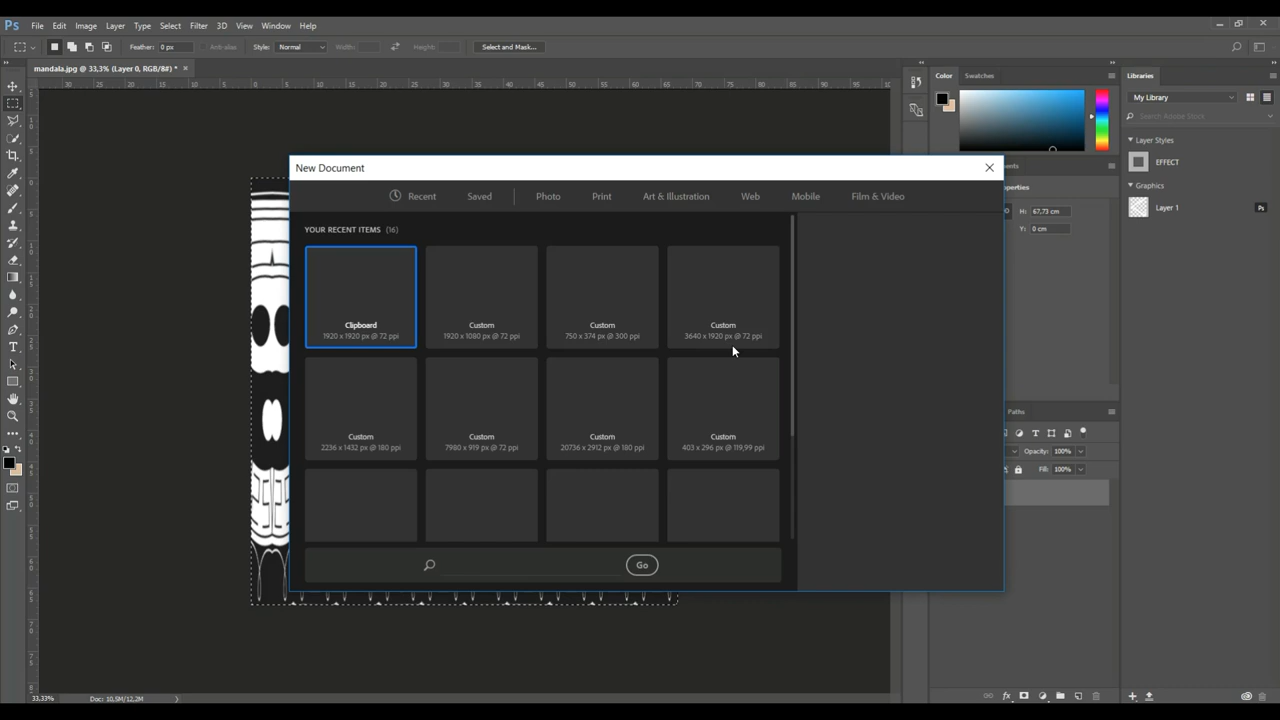 Ps File Edit Image Layer Type Select Filter 3D View Window Help
Feather: 0 px Anti-alias Style: Normal Width: Height: Select and Mask...
mandala.jpg @ 33,3% (Layer 0, RGB/8#) *
Color Swatches
Libraries
My Library
Search Adobe Stock
Layer Styles
EFFECT
Graphics
Layer 1
Ps
New Document
Recent Saved Photo Print Art & Illustration Web Mobile Film & Video
YOUR RECENT ITEMS (16)
Clipboard
1920 x 1920 px @ 72 ppi
Custom
1920 x 1080 px @ 72 ppi
Custom
750 x 374 px @ 300 ppi
Custom
3640 x 1920 px @ 72 ppi
Custom
2236 x 1432 px @ 180 ppi
Custom
7980 x 919 px @ 72 ppi
Custom
20736 x 2912 px @ 180 ppi
Custom
403 x 296 px @ 119,99 ppi
Go
ents
roperties
H: 67,73 cm
Y: 0 cm
Paths
Opacity: 100%
Fill: 100%
33,33% Doc: 10,5M/12,2M